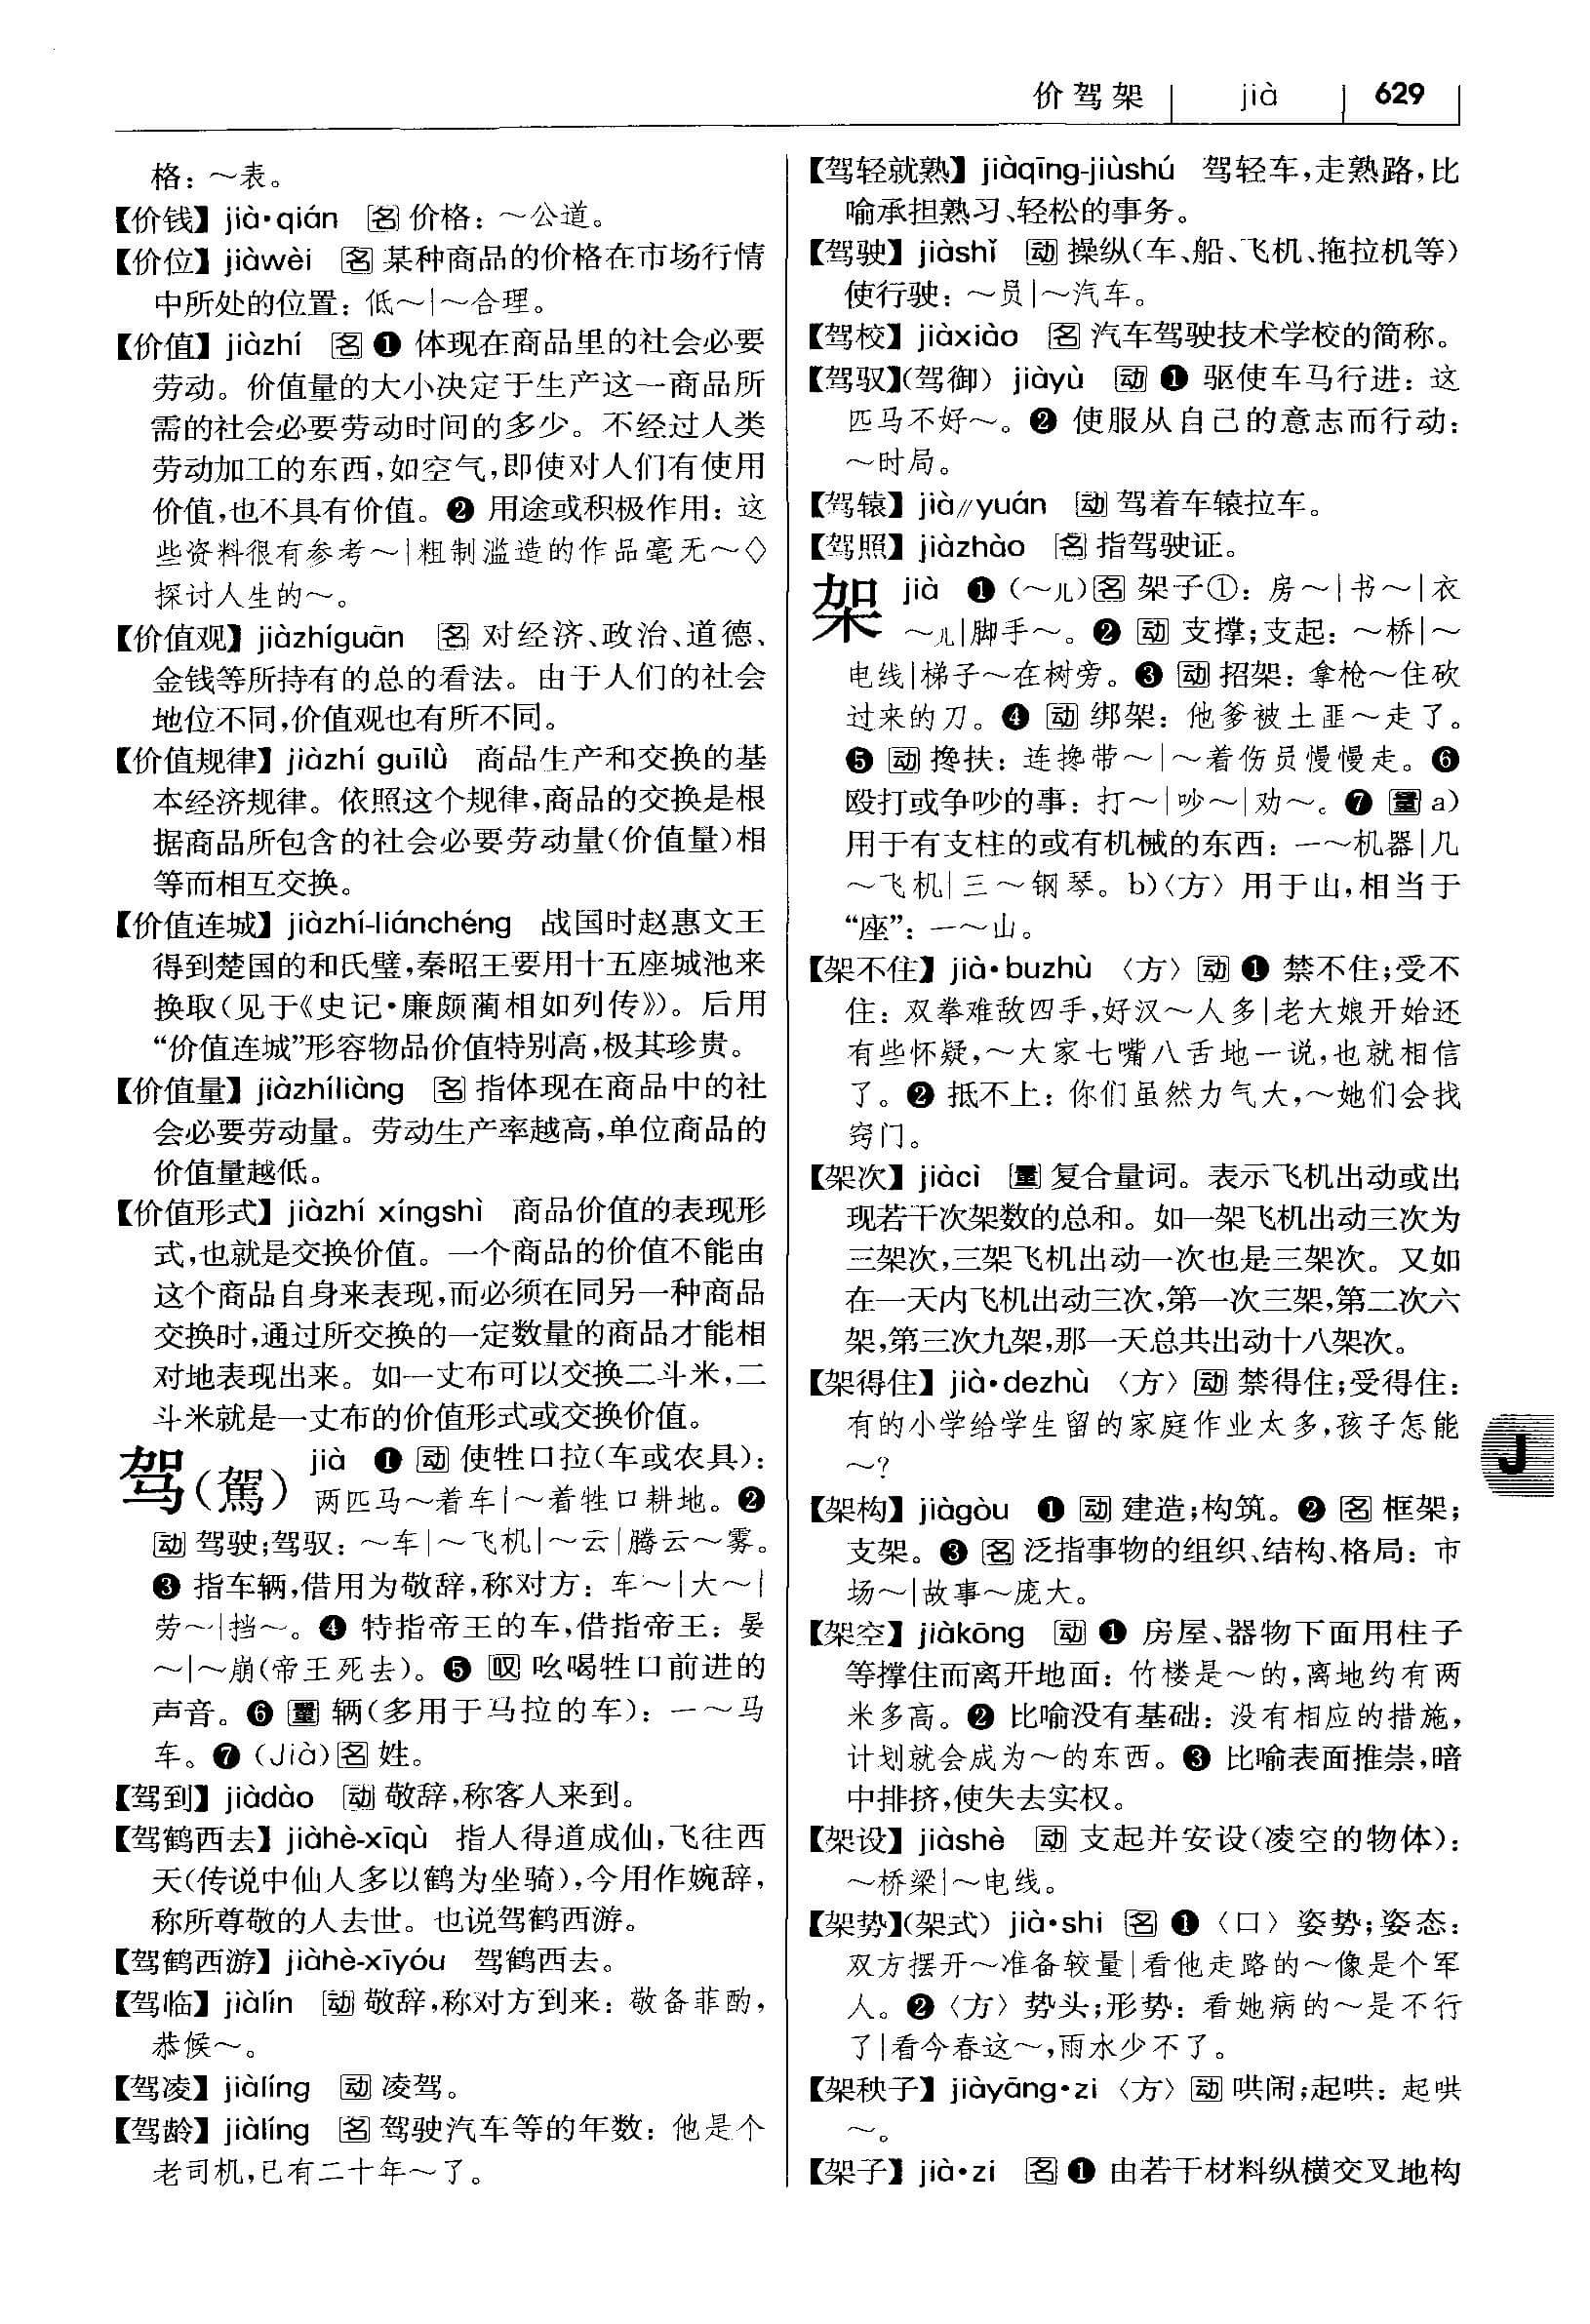 价驾架 jià 629
格：～表。
【价钱】 jià·qián 名 价格：～公道。
【价位】 jiàwèi 名 某种商品的价格在市场行情
中所处的位置：低～|～合理。
【价值】 jiàzhí 名 ❶ 体现在商品里的社会必要
劳动。价值量的大小决定于生产这一商品所
需的社会必要劳动时间的多少。不经过人类
劳动加工的东西，如空气，即使对人们有使用
价值，也不具有价值。❷ 用途或积极作用：这
些资料很有参考～|粗制滥造的作品毫无～◇
探讨人生的～。
【价值观】 jiàzhíguān 名 对经济、政治、道德、
金钱等所持有的总的看法。由于人们的社会
地位不同，价值观也有所不同。
【价值规律】 jiàzhí guīlǜ 商品生产和交换的基
本经济规律。依照这个规律，商品的交换是根
据商品所包含的社会必要劳动量（价值量）相
等而相互交换。
【价值连城】 jiàzhí-liánchéng 战国时赵惠文王
得到楚国的和氏璧，秦昭王要用十五座城池来
换取（见于《史记·廉颇蔺相如列传》）。后用
“价值连城”形容物品价值特别高，极其珍贵。
【价值量】 jiàzhíliàng 名 指体现在商品中的社
会必要劳动量。劳动生产率越高，单位商品的
价值量越低。
【价值形式】 jiàzhí xíngshì 商品价值的表现形
式，也就是交换价值。一个商品的价值不能由
这个商品自身来表现，而必须在同另一种商品
交换时，通过所交换的一定数量的商品才能相
对地表现出来。如一丈布可以交换二斗米，二
斗米就是一丈布的价值形式或交换价值。
驾（駕） jià ❶ 动 使牲口拉（车或农具）：
两匹马～着车|～着牲口耕地。❷
动 驾驶；驾驭：～车|～飞机|～云|腾云～雾。
❸ 指车辆，借用为敬辞，称对方：车～|大～|
劳～|挡～。❹ 特指帝王的车，借指帝王：晏
～|～崩（帝王死去）。❺ 叹 吆喝牲口前进的
声音。❻ 量 辆（多用于马拉的车）：一～马
车。❼ （Jià）名 姓。
【驾到】 jiàdào 动 敬辞，称客人来到。
【驾鹤西去】 jiàhè-xīqù 指人得道成仙，飞往西
天（传说中仙人多以鹤为坐骑），今用作婉辞，
称所尊敬的人去世。也说驾鹤西游。
【驾鹤西游】 jiàhè-xīyóu 驾鹤西去。
【驾临】 jiàlín 动 敬辞，称对方到来：敬备菲酌，
恭候～。
【驾凌】 jiàlíng 动 凌驾。
【驾龄】 jiàlíng 名 驾驶汽车等的年数：他是个
老司机，已有二十年～了。
【驾轻就熟】 jiàqīng-jiùshú 驾轻车，走熟路，比
喻承担熟习、轻松的事务。
【驾驶】 jiàshǐ 动 操纵（车、船、飞机、拖拉机等）
使行驶：～员|～汽车。
【驾校】 jiàxiào 名 汽车驾驶技术学校的简称。
【驾驭】（驾御） jiàyù 动 ❶ 驱使车马行进：这
匹马不好～。❷ 使服从自己的意志而行动：
～时局。
【驾辕】 jià//yuán 动 驾着车辕拉车。
【驾照】 jiàzhào 名 指驾驶证。
架 jià ❶ （～儿）名 架子①：房～|书～|衣
～儿|脚手～。❷ 动 支撑；支起：～桥|～
电线|梯子～在树旁。❸ 动 招架：拿枪～住砍
过来的刀。❹ 动 绑架：他爹被土匪～走了。
❺ 动 搀扶：连搀带～|～着伤员慢慢走。❻
殴打或争吵的事：打～|吵～|劝～。❼ 量 a）
用于有支柱的或有机械的东西：一～机器|几
～飞机|三～钢琴。b）〈方〉用于山，相当于
“座”：一～山。
【架不住】 jià·buzhù 〈方〉动 ❶ 禁不住；受不
住：双拳难敌四手，好汉～人多|老大娘开始还
有些怀疑，～大家七嘴八舌地一说，也就相信
了。❷ 抵不上：你们虽然力气大，～她们会找
窍门。
【架次】 jiàcì 量 复合量词。表示飞机出动或出
现若干次架数的总和。如一架飞机出动三次为
三架次，三架飞机出动一次也是三架次。又如
在一天内飞机出动三次，第一次三架，第二次六
架，第三次九架，那一天总共出动十八架次。
【架得住】 jià·dezhù 〈方〉动 禁得住；受得住：
有的小学给学生留的家庭作业太多，孩子怎能
～？
【架构】 jiàgòu ❶ 动 建造；构筑。❷ 名 框架；
支架。❸ 名 泛指事物的组织、结构、格局：市
场～|故事～庞大。
【架空】 jiàkōng 动 ❶ 房屋、器物下面用柱子
等撑住而离开地面：竹楼是～的，离地约有两
米多高。❷ 比喻没有基础：没有相应的措施，
计划就会成为～的东西。❸ 比喻表面推崇，暗
中排挤，使失去实权。
【架设】 jiàshè 动 支起并安设（凌空的物体）：
～桥梁|～电线。
【架势】（架式） jià·shi 名 ❶〈口〉姿势；姿态：
双方摆开～准备较量|看他走路的～像是个军
人。❷〈方〉势头；形势：看她病的～是不行
了|看今春这～，雨水少不了。
【架秧子】 jiàyāng·zi 〈方〉动 哄闹；起哄：起哄
～。
【架子】 jià·zi 名 ❶ 由若干材料纵横交叉地构
J